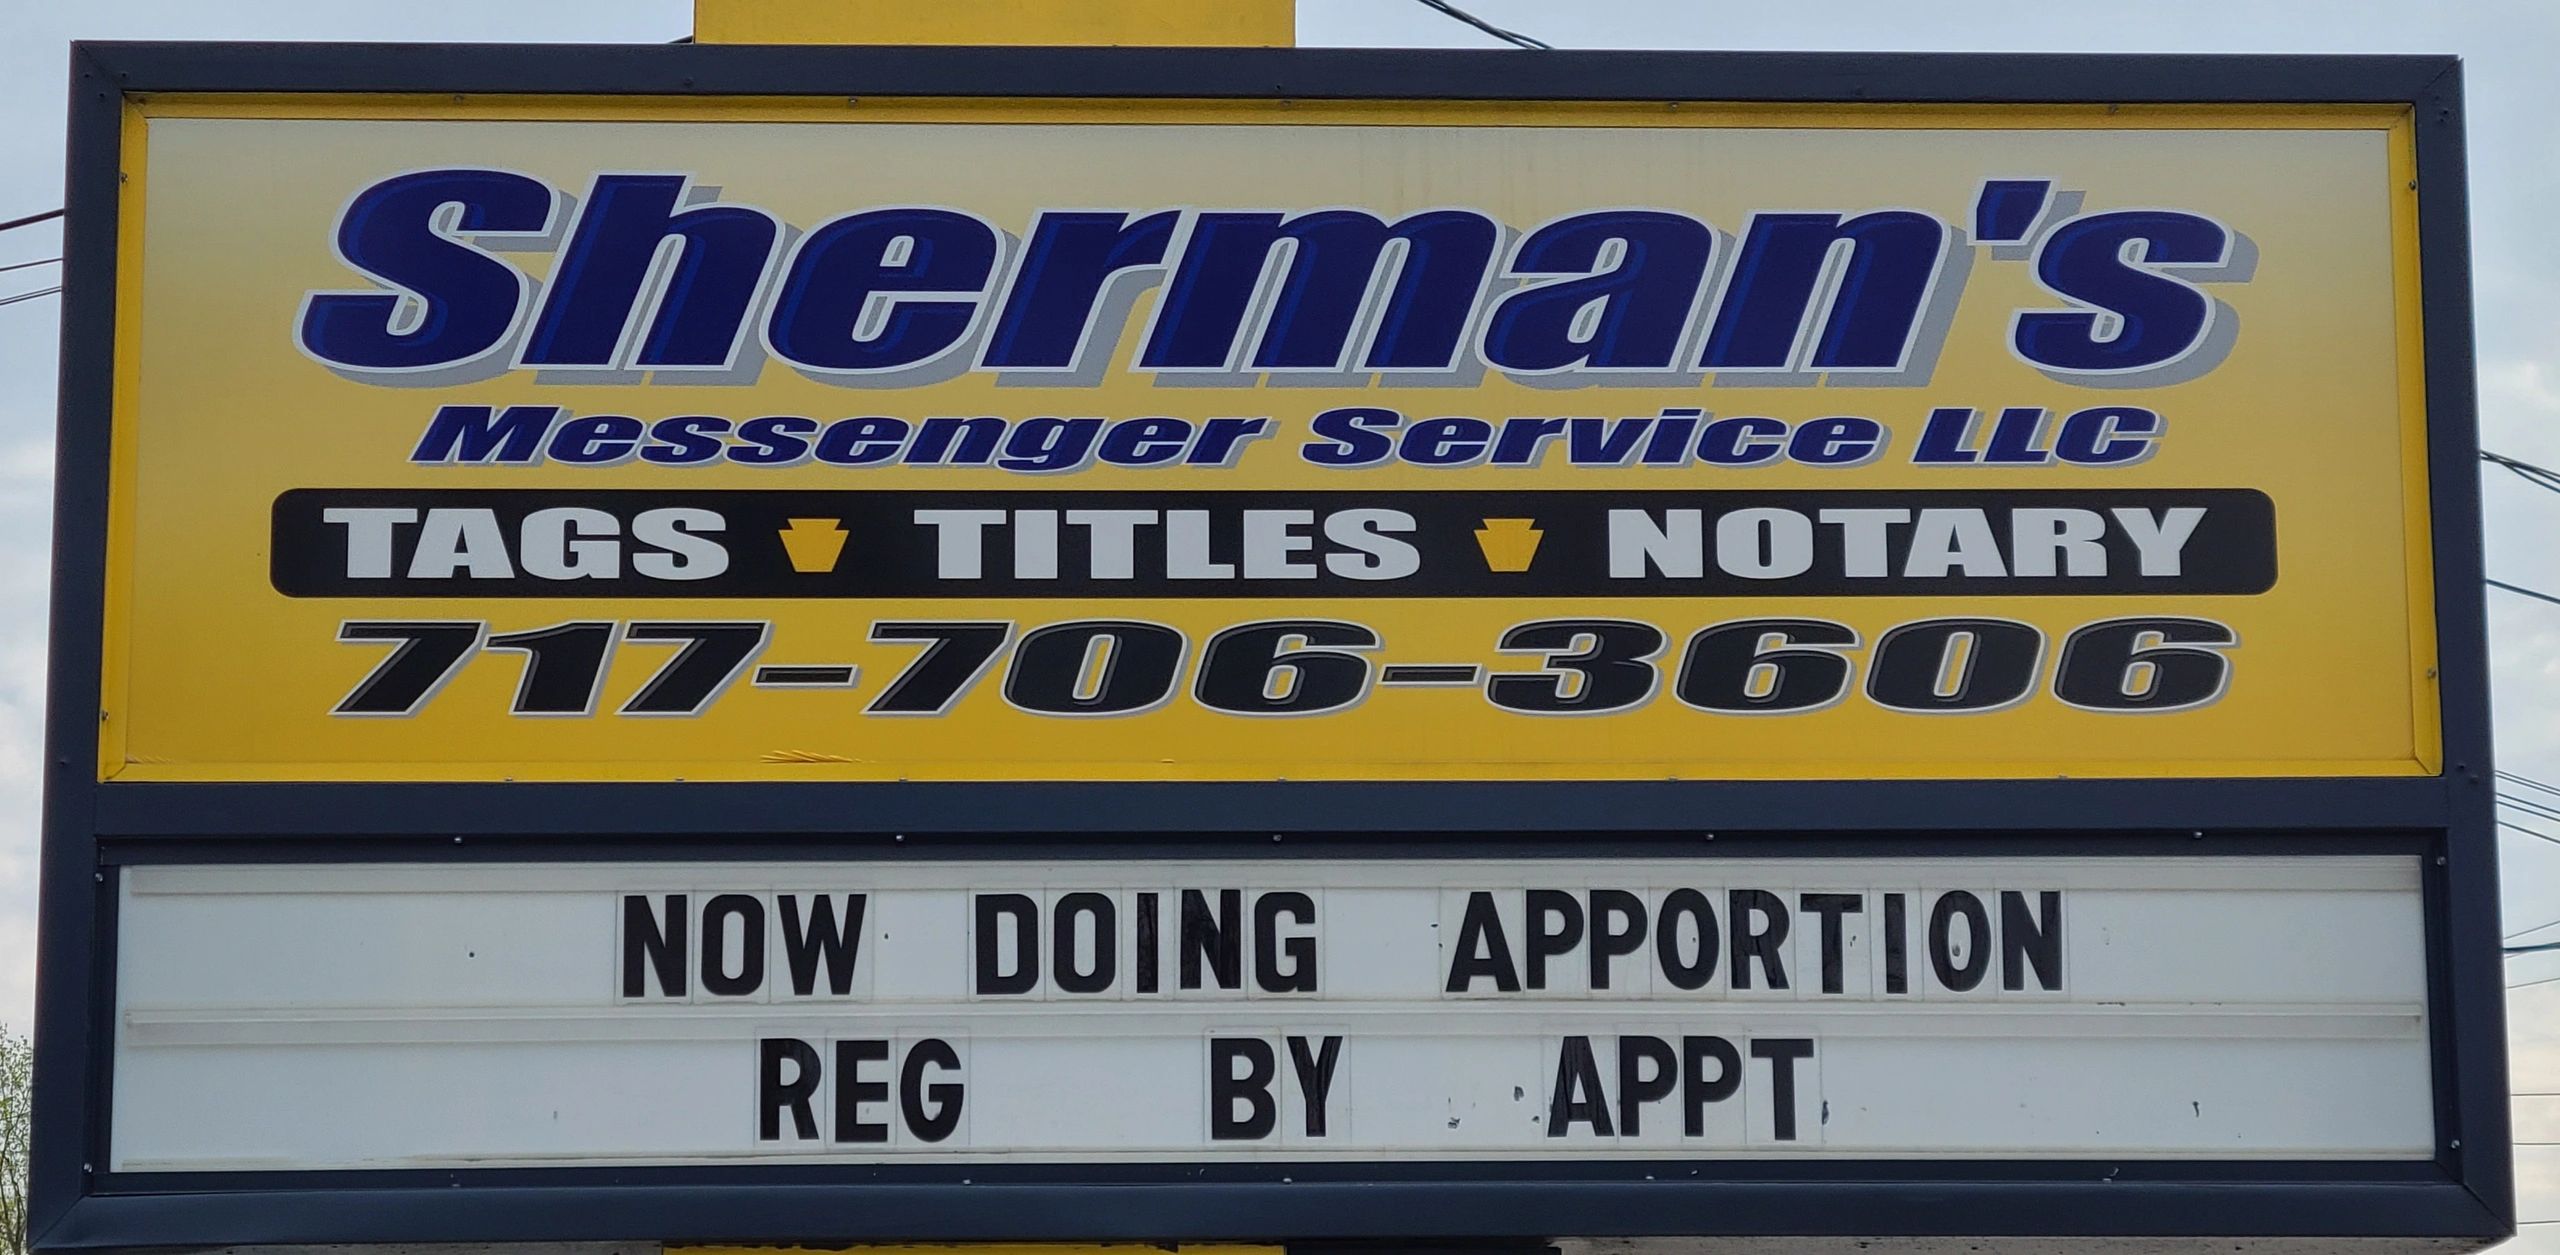 Sherman's
Messenger Service LLC
TAGS TITLES NOTARY
717-706-3606
NOW DOING APPORTION
REG BY APPT